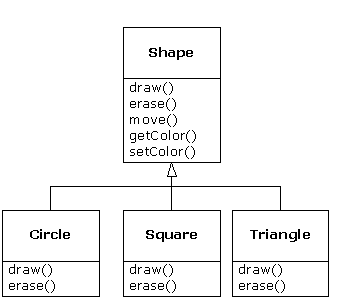 Shape
draw()
erase()
move()
getColor()
setColor()
Circle
draw()
erase()
Square
draw()
erase()
Triangle
draw()
erase()